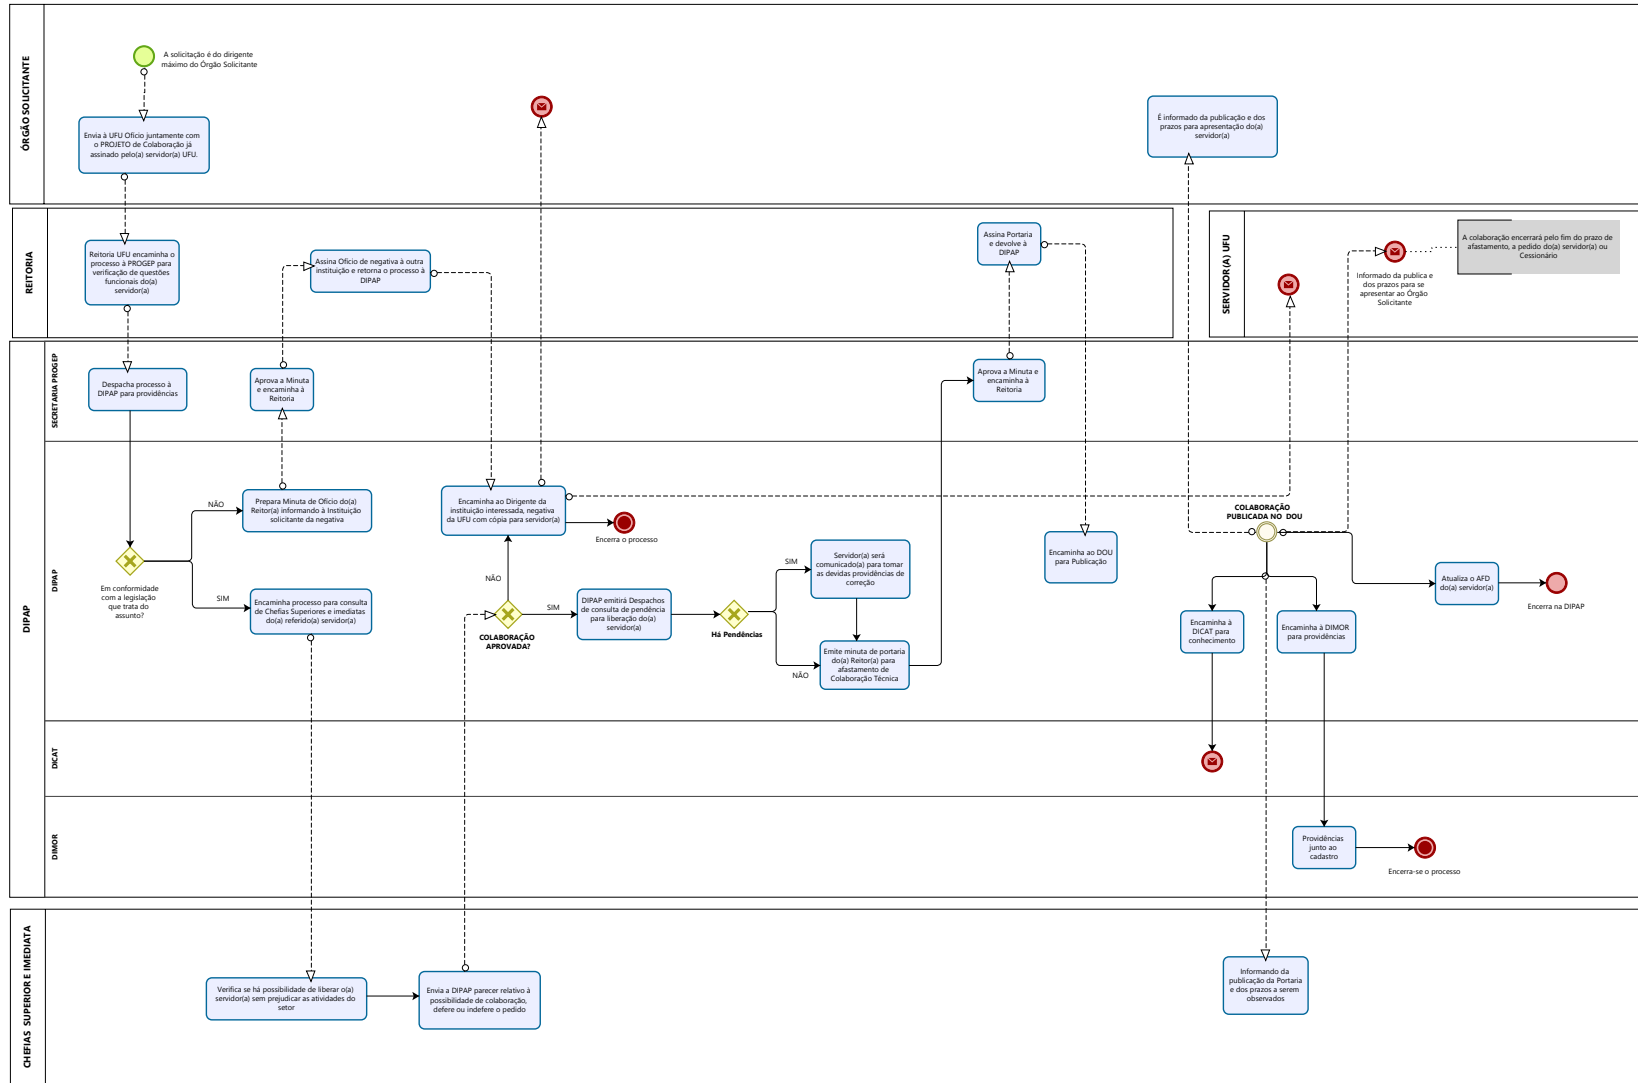 ÓRGÃO SOLICITANTE
A solicitação é do dirigente
máximo do Órgão Solicitante
Envia à UFU Ofício juntamente com
o PROJETO de Colaboração já
assinado pelo(a) servidor(a) UFU.
É informado da publicação e dos
prazos para apresentação do(a)
servidor(a)
REITORIA
Reitoria UFU encaminha o
processo à PROGEP para
verificação de questões
funcionais do(a)
servidor(a)
Assina Ofício de negativa à outra
instituição e retorna o processo à
DIPAP
Assina Portaria
e devolve à
DIPAP
SERVIDOR(A) UFU
Informado da publica e
dos prazos para se
apresentar ao Órgão
Solicitante
A colaboração encerrará pelo fim do prazo de
afastamento, a pedido do(a) servidor(a) ou
Cessionário
DIPAP
SECRETARIA PROGEP
Despacha processo à
DIPAP para providências
Aprova a Minuta
e encaminha à
Reitoria
Aprova a Minuta e
encaminha à
Reitoria
DIPAP
Em conformidade
com a legislação
que trata do
assunto?
NÃO
SIM
Prepara Minuta de Ofício do(a)
Reitor(a) informando à Instituição
solicitante da negativa
Encaminha processo para consulta
de Chefias Superiores e imediatas
do(a) referido(a) servidor(a)
Encaminha ao Dirigente da
instituição interessada, negativa
da UFU com cópia para servidor(a)
Encerra o processo
NÃO
COLABORAÇÃO
APROVADA?
SIM
DIPAP emitirá Despachos
de consulta de pendência
para liberação do(a)
servidor(a)
Há Pendências
SIM
NÃO
Servidor(a) será
comunicado(a) para tomar
as devidas providências de
correção
Emite minuta de portaria
do(a) Reitor(a) para
afastamento de
Colaboração Técnica
Encaminha ao DOU
para Publicação
COLABORAÇÃO
PUBLICADA NO DOU
Encaminha à
DICAT para
conhecimento
Encaminha à DIMOR
para providências
Atualiza o AFD
do(a) servidor(a)
Encerra na DIPAP
DICAT
DIMOR
Providências
junto ao
cadastro
Encerra-se o processo
CHEFIAS SUPERIOR E IMEDIATA
Verifica se há possibilidade de liberar o(a)
servidor(a) sem prejudicar as atividades do
setor
Envia a DIPAP parecer relativo à
possibilidade de colaboração,
defere ou indefere o pedido
Informando da
publicação da Portaria
e dos prazos a serem
observados